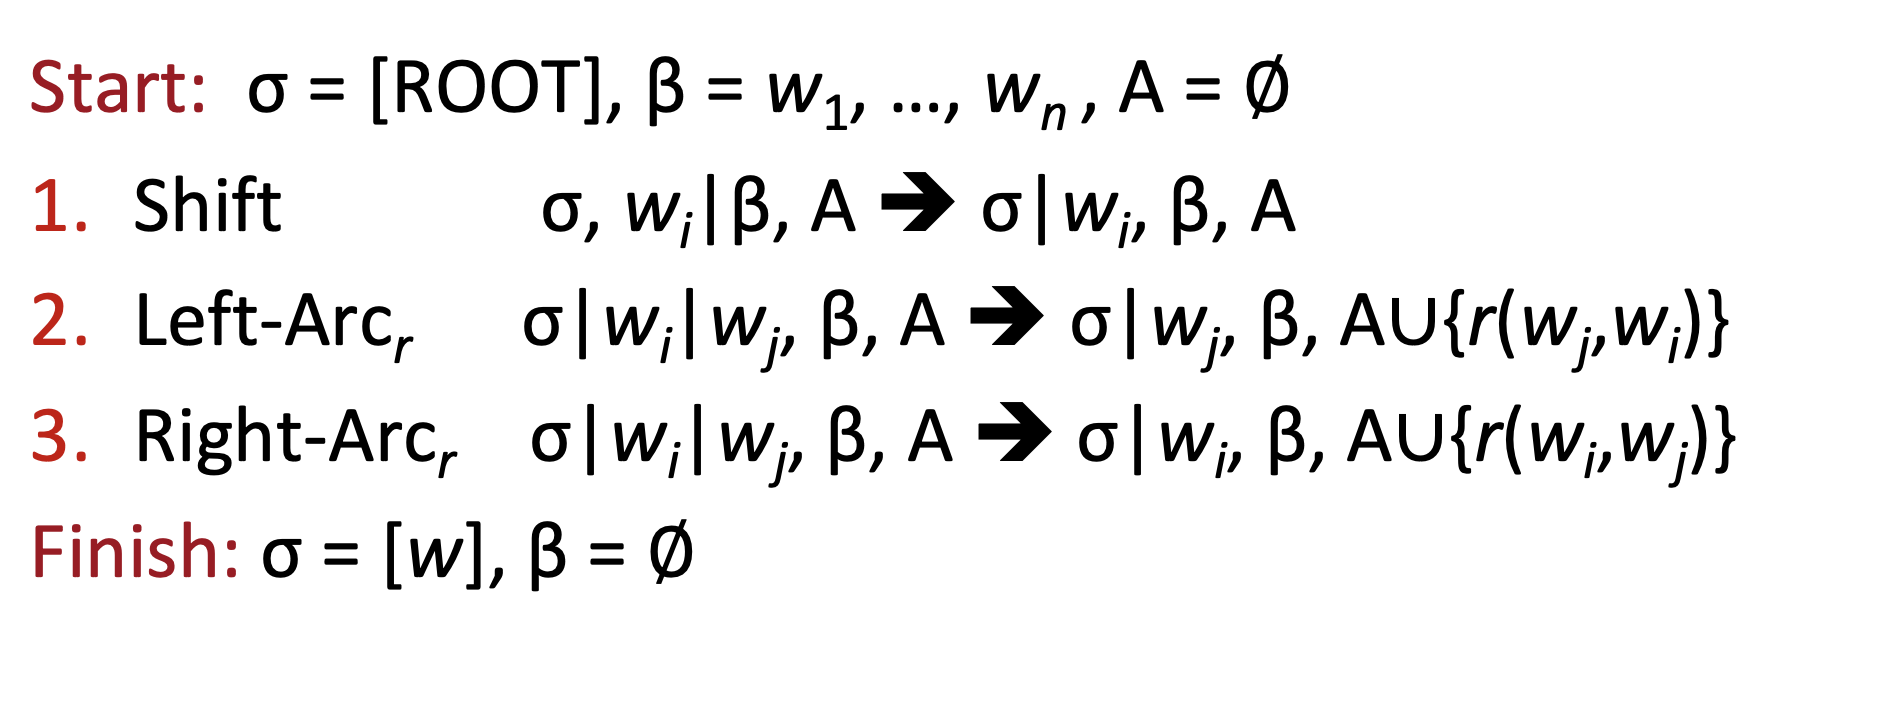 Start: σ = [ROOT], β = w₁, …, wₙ , A = ∅
1. Shift σ, wᵢ|β, A ➔ σ|wᵢ, β, A
2. Left-Arcᵣ σ|wᵢ|wⱼ, β, A ➔ σ|wⱼ, β, A∪{r(wⱼ,wᵢ)}
3. Right-Arcᵣ σ|wᵢ|wⱼ, β, A ➔ σ|wᵢ, β, A∪{r(wᵢ,wⱼ)}
Finish: σ = [w], β = ∅